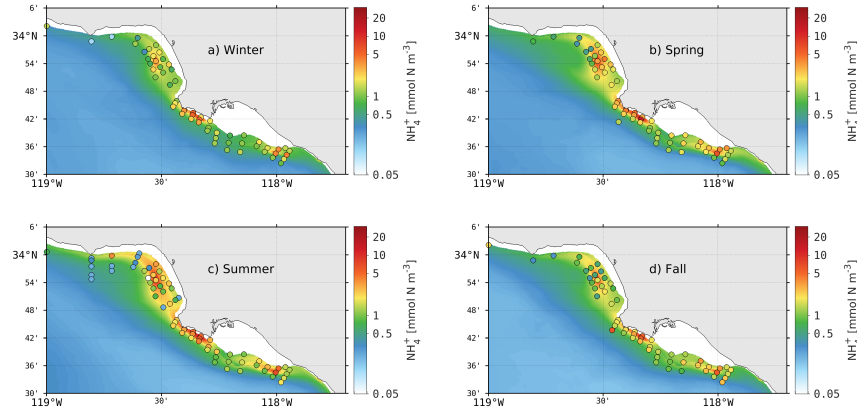 6'
34°N
54'
48'
42'
36'
30'
119°W
30'
118°W
a) Winter
20
10
5
1
0.5
0.05
NH₄⁺ [mmol N m⁻³]
6'
34°N
54'
48'
42'
36'
30'
119°W
30'
118°W
b) Spring
20
10
5
1
0.5
0.05
NH₄⁺ [mmol N m⁻³]
6'
34°N
54'
48'
42'
36'
30'
119°W
30'
118°W
c) Summer
20
10
5
1
0.5
0.05
NH₄⁺ [mmol N m⁻³]
6'
34°N
54'
48'
42'
36'
30'
119°W
30'
118°W
d) Fall
20
10
5
1
0.5
0.05
NH₄⁺ [mmol N m⁻³]